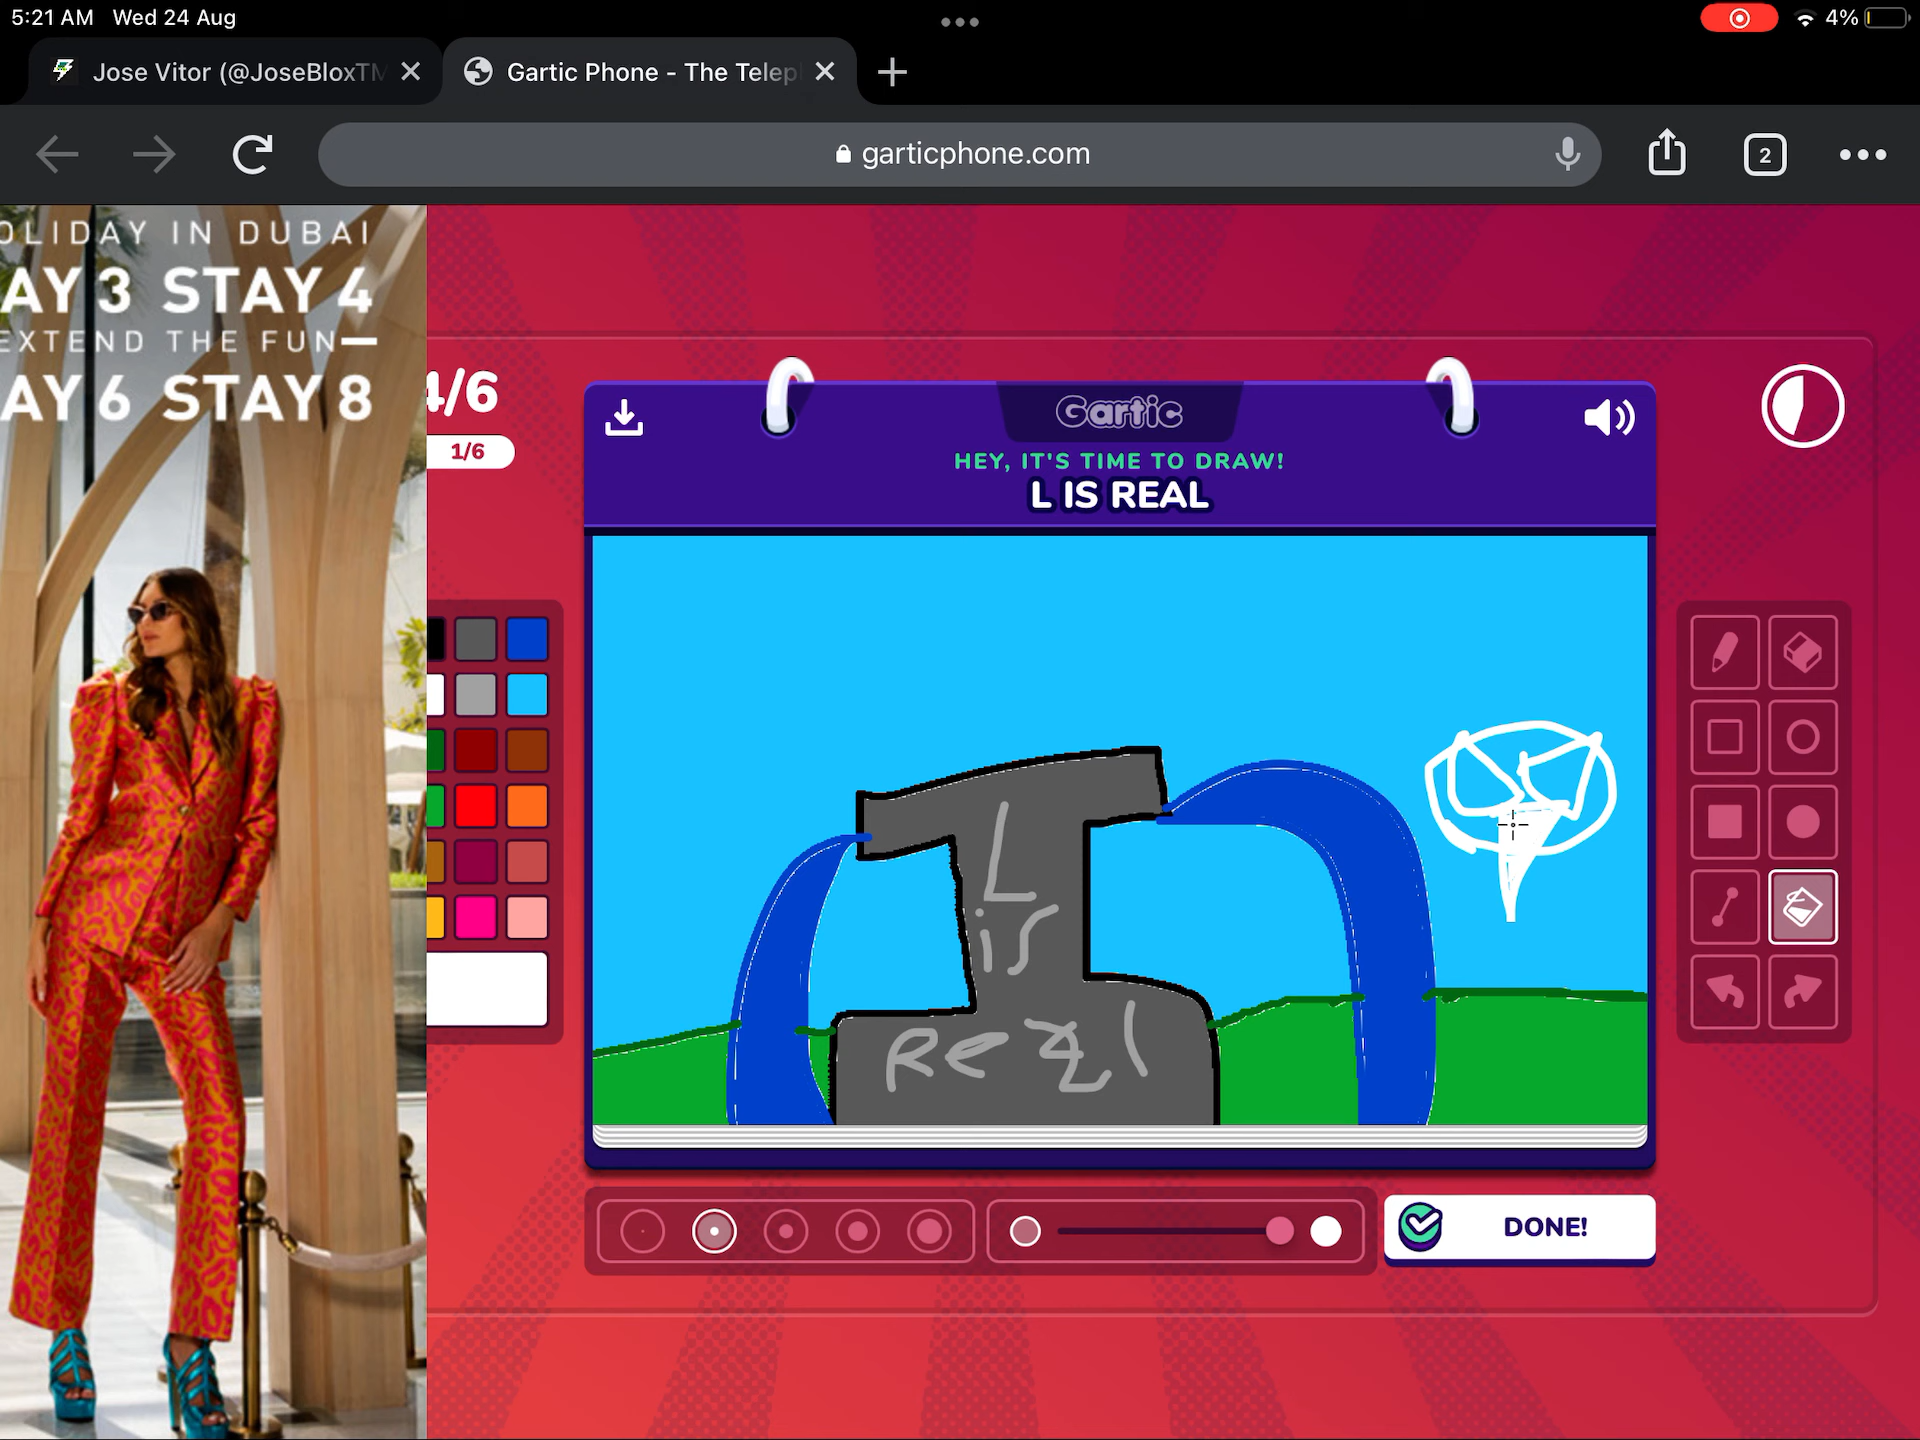 5:21 AM Wed 24 Aug
4%
Jose Vitor (@JoseBloxTM
Gartic Phone - The Telep
garticphone.com
2
OLIDAY IN DUBAI
AY 3 STAY 4
EXTEND THE FUN—
AY 6 STAY 8
4/6
1/6
Gartic
HEY, IT'S TIME TO DRAW!
L IS REAL
L
is
Real
DONE!